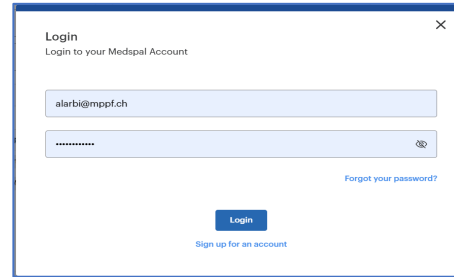 Login
Login to your Medspal Account
alarbi@mppf.ch
••••••••••••
Forgot your password?
Login
Sign up for an account